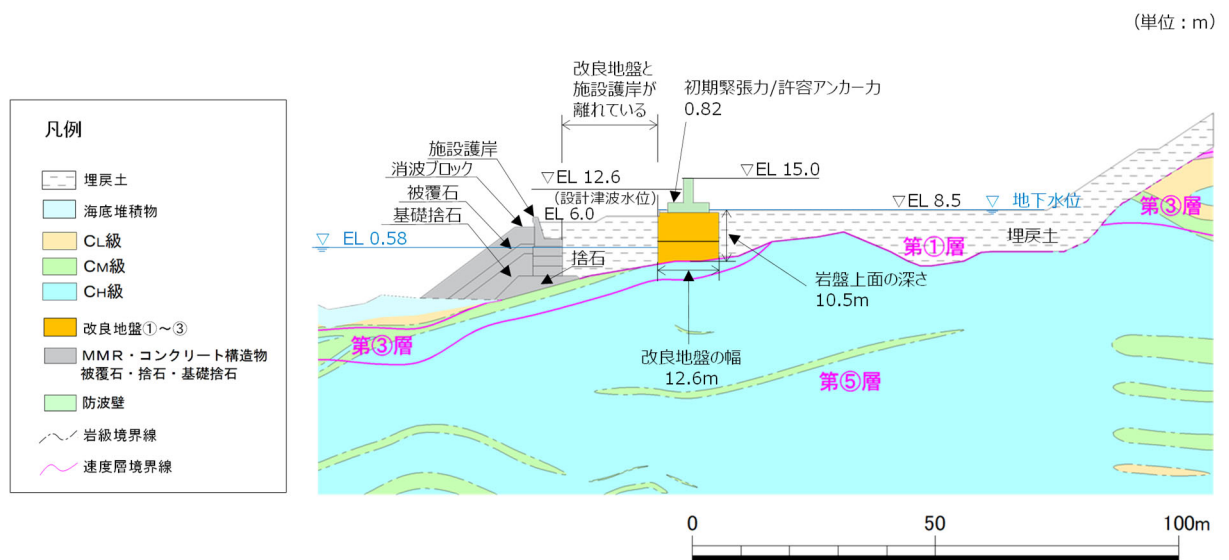 (単位：m)
改良地盤と
施設護岸が
離れている
初期緊張力/許容アンカー力
0.82
凡例
埋戻土
海底堆積物
CL級
CM級
CH級
改良地盤①～③
MMR・コンクリート構造物
被覆石・捨石・基礎捨石
防波壁
岩級境界線
速度層境界線
施設護岸
消波ブロック
被覆石
基礎捨石
▽EL 12.6
(設計津波水位)
EL 6.0
▽EL 15.0
▽EL 8.5
▽ 地下水位
▽ EL 0.58
捨石
第①層
埋戻土
第③層
岩盤上面の深さ
10.5m
第③層
改良地盤の幅
12.6m
第⑤層
0
50
100m